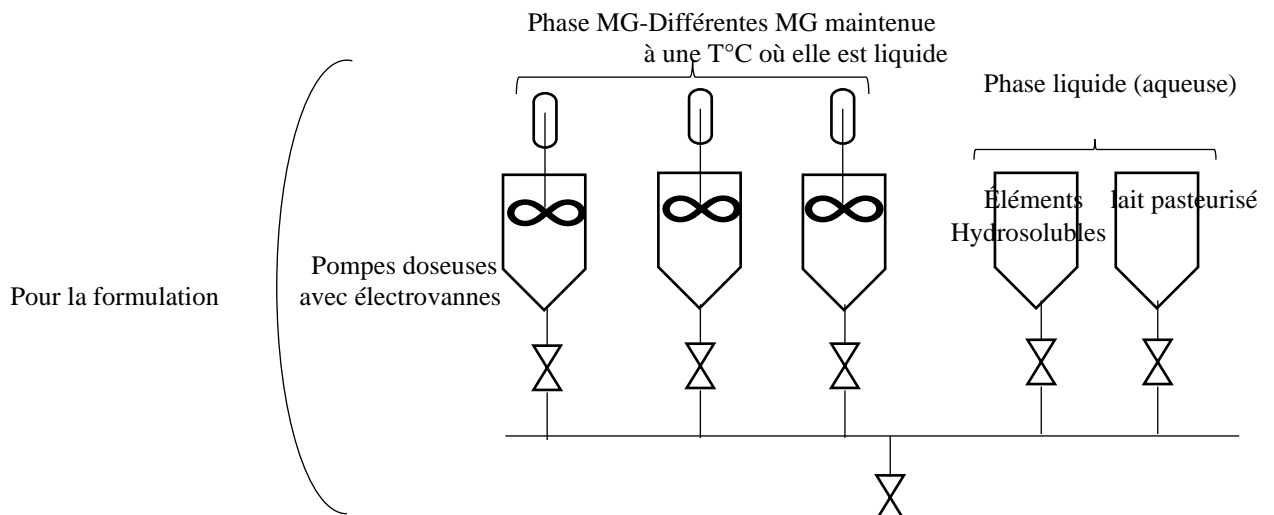 Phase MG-Différentes MG maintenue
à une T°C où elle est liquide
Phase liquide (aqueuse)
Éléments
Hydrosolubles
lait pasteurisé
Pompes doseuses
avec électrovannes
Pour la formulation